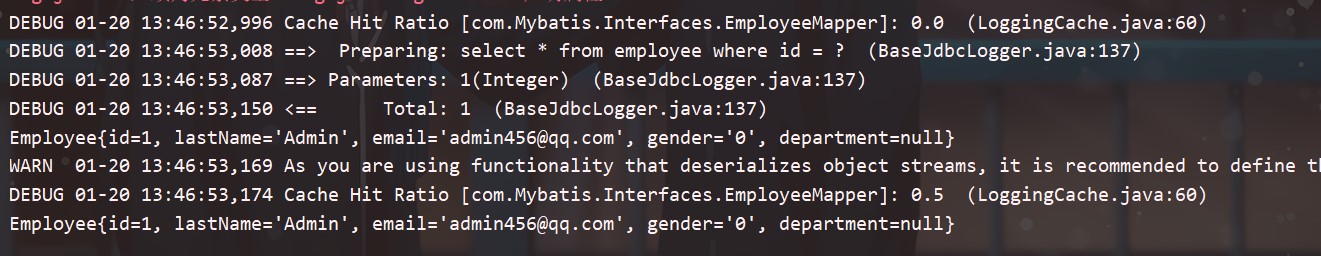 DEBUG 01-20 13:46:52,996 Cache Hit Ratio [com.Mybatis.Interfaces.EmployeeMapper]: 0.0  (LoggingCache.java:60)
DEBUG 01-20 13:46:53,008 ==>  Preparing: select * from employee where id = ?  (BaseJdbcLogger.java:137)
DEBUG 01-20 13:46:53,087 ==> Parameters: 1(Integer)  (BaseJdbcLogger.java:137)
DEBUG 01-20 13:46:53,150 <==      Total: 1  (BaseJdbcLogger.java:137)
Employee{id=1, lastName='Admin', email='admin456@qq.com', gender='0', department=null}
WARN  01-20 13:46:53,169 As you are using functionality that deserializes object streams, it is recommended to define
DEBUG 01-20 13:46:53,174 Cache Hit Ratio [com.Mybatis.Interfaces.EmployeeMapper]: 0.5  (LoggingCache.java:60)
Employee{id=1, lastName='Admin', email='admin456@qq.com', gender='0', department=null}